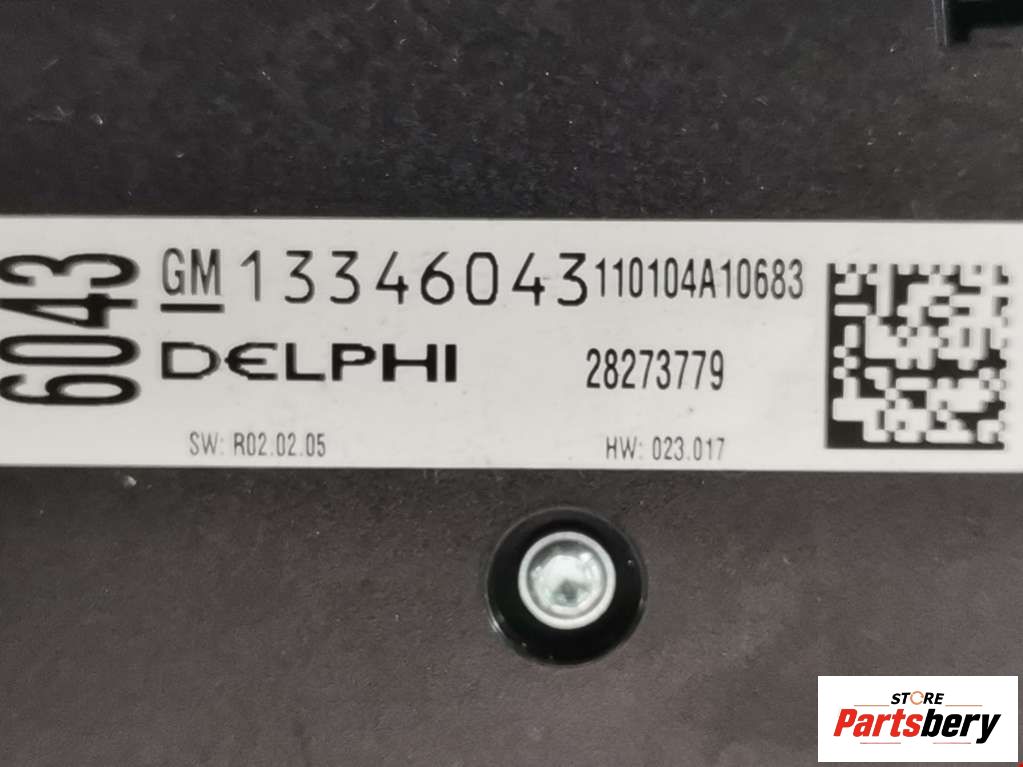 6043
GM 13346043 110104A10683
DELPHI 28273779
SW: R02.02.05 HW: 023.017
STORE
Partsbery